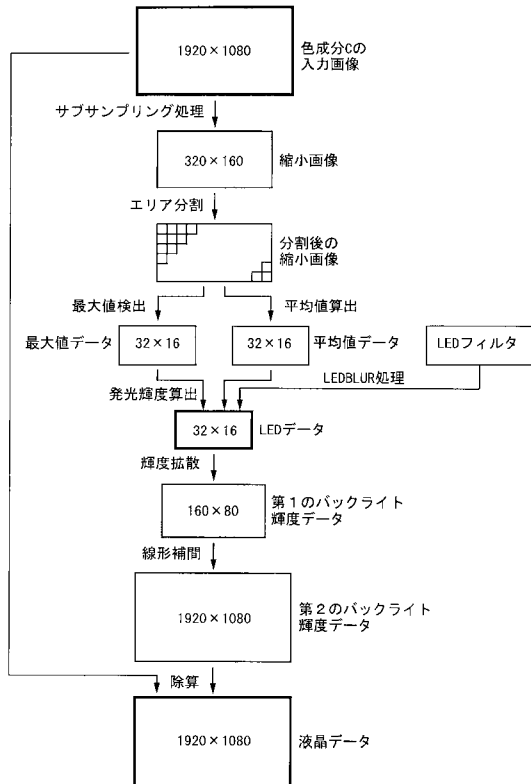 1920×1080
色成分Cの
入力画像
サブサンプリング処理
320×160
縮小画像
エリア分割
分割後の
縮小画像
最大値検出
平均値算出
最大値データ
32×16
32×16
平均値データ
LEDフィルタ
発光輝度算出
LEDBLUR処理
32×16
LEDデータ
輝度拡散
160×80
第1のバックライト
輝度データ
線形補間
1920×1080
第2のバックライト
輝度データ
除算
1920×1080
液晶データ